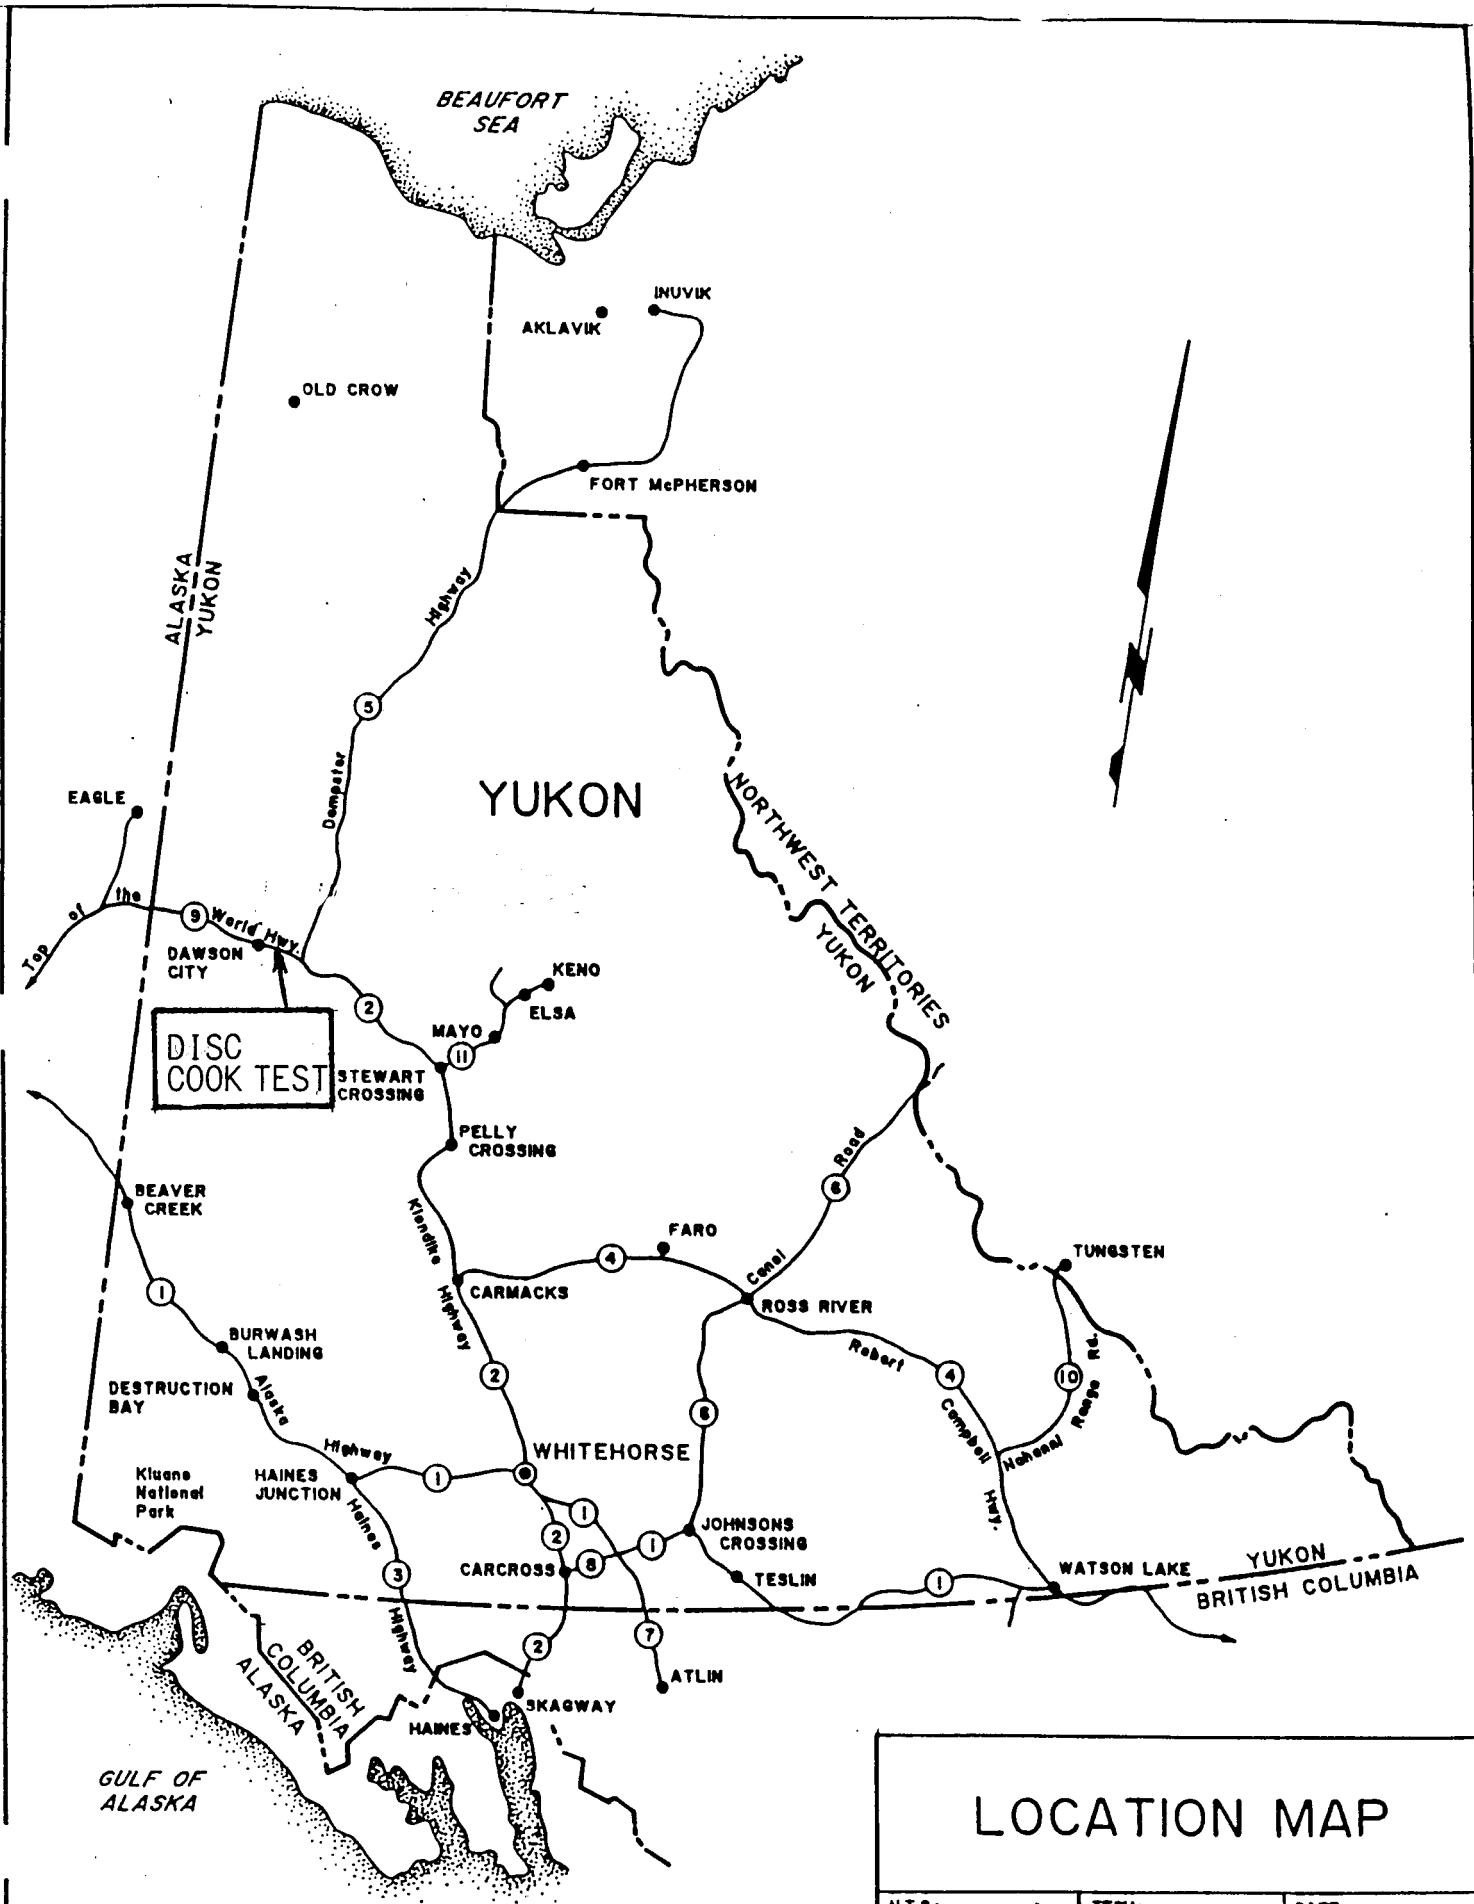 BEAUFORT
SEA
INUVIK
AKLAVIK
OLD CROW
FORT McPHERSON
ALASKA
YUKON
Highway
5
Dempster
YUKON
EAGLE
NORTHWEST TERRITORIES
YUKON
Top of the World Hwy.
9
DAWSON
CITY
KENO
ELSA
2
MAYO
11
DISC
COOK TEST
STEWART
CROSSING
PELLY
CROSSING
Road
6
BEAVER
CREEK
Klondike
Highway
FARO
4
Canol
TUNGSTEN
1
CARMACKS
ROSS RIVER
BURWASH
LANDING
Robert
Campbell
Hwy.
4
10
Nahanni Range Rd.
2
DESTRUCTION
BAY
Alaska
Highway
6
WHITEHORSE
Kluane
National
Park
HAINES
JUNCTION
1
1
2
Haines
Highway
3
JOHNSONS
CROSSING
1
8
CARCROSS
TESLIN
1
WATSON LAKE
YUKON
BRITISH COLUMBIA
2
7
BRITISH
COLUMBIA
ALASKA
ATLIN
SKAGWAY
HAINES
GULF OF
ALASKA
LOCATION MAP